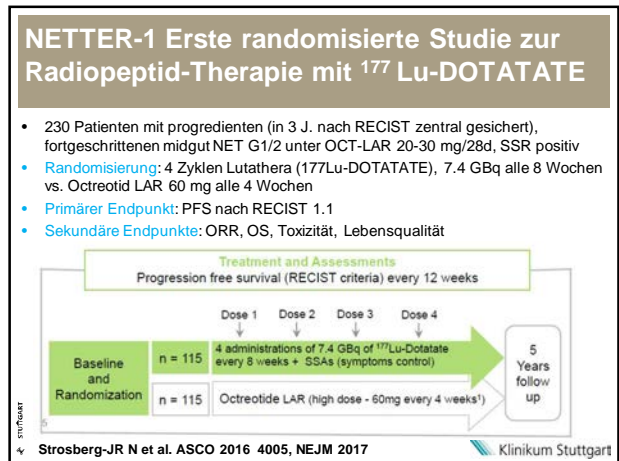 NETTER-1 Erste randomisierte Studie zur
Radiopeptid-Therapie mit ¹⁷⁷ Lu-DOTATATE
• 230 Patienten mit progredienten (in 3 J. nach RECIST zentral gesichert),
fortgeschrittenen midgut NET G1/2 unter OCT-LAR 20-30 mg/28d, SSR positiv
• Randomisierung: 4 Zyklen Lutathera (177Lu-DOTATATE), 7.4 GBq alle 8 Wochen
vs. Octreotid LAR 60 mg alle 4 Wochen
• Primärer Endpunkt: PFS nach RECIST 1.1
• Sekundäre Endpunkte: ORR, OS, Toxizität, Lebensqualität
Treatment and Assessments
Progression free survival (RECIST criteria) every 12 weeks
Dose 1 Dose 2 Dose 3 Dose 4
Baseline
and
Randomization
n = 115
4 administrations of 7.4 GBq of ¹⁷⁷Lu-Dotatate
every 8 weeks + SSAs (symptoms control)
n = 115
Octreotide LAR (high dose - 60mg every 4 weeks¹)
5
Years
follow
up
5
STUTTGART
Strosberg-JR N et al. ASCO 2016 4005, NEJM 2017
Klinikum Stuttgart